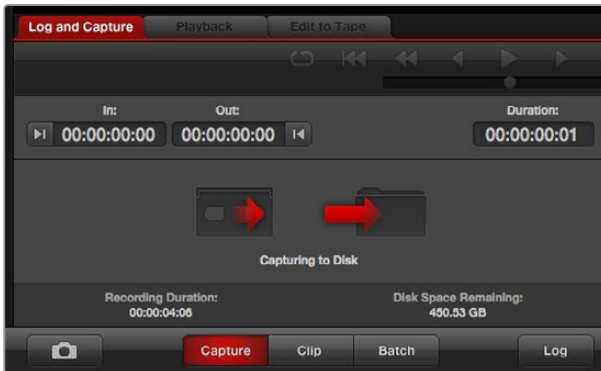 Log and Capture Playback Edit to Tape
In: Out: Duration:
00:00:00:00 00:00:00:00 00:00:00:01
Capturing to Disk
Recording Duration: Disk Space Remaining:
00:00:04:06 450.53 GB
Capture Clip Batch Log